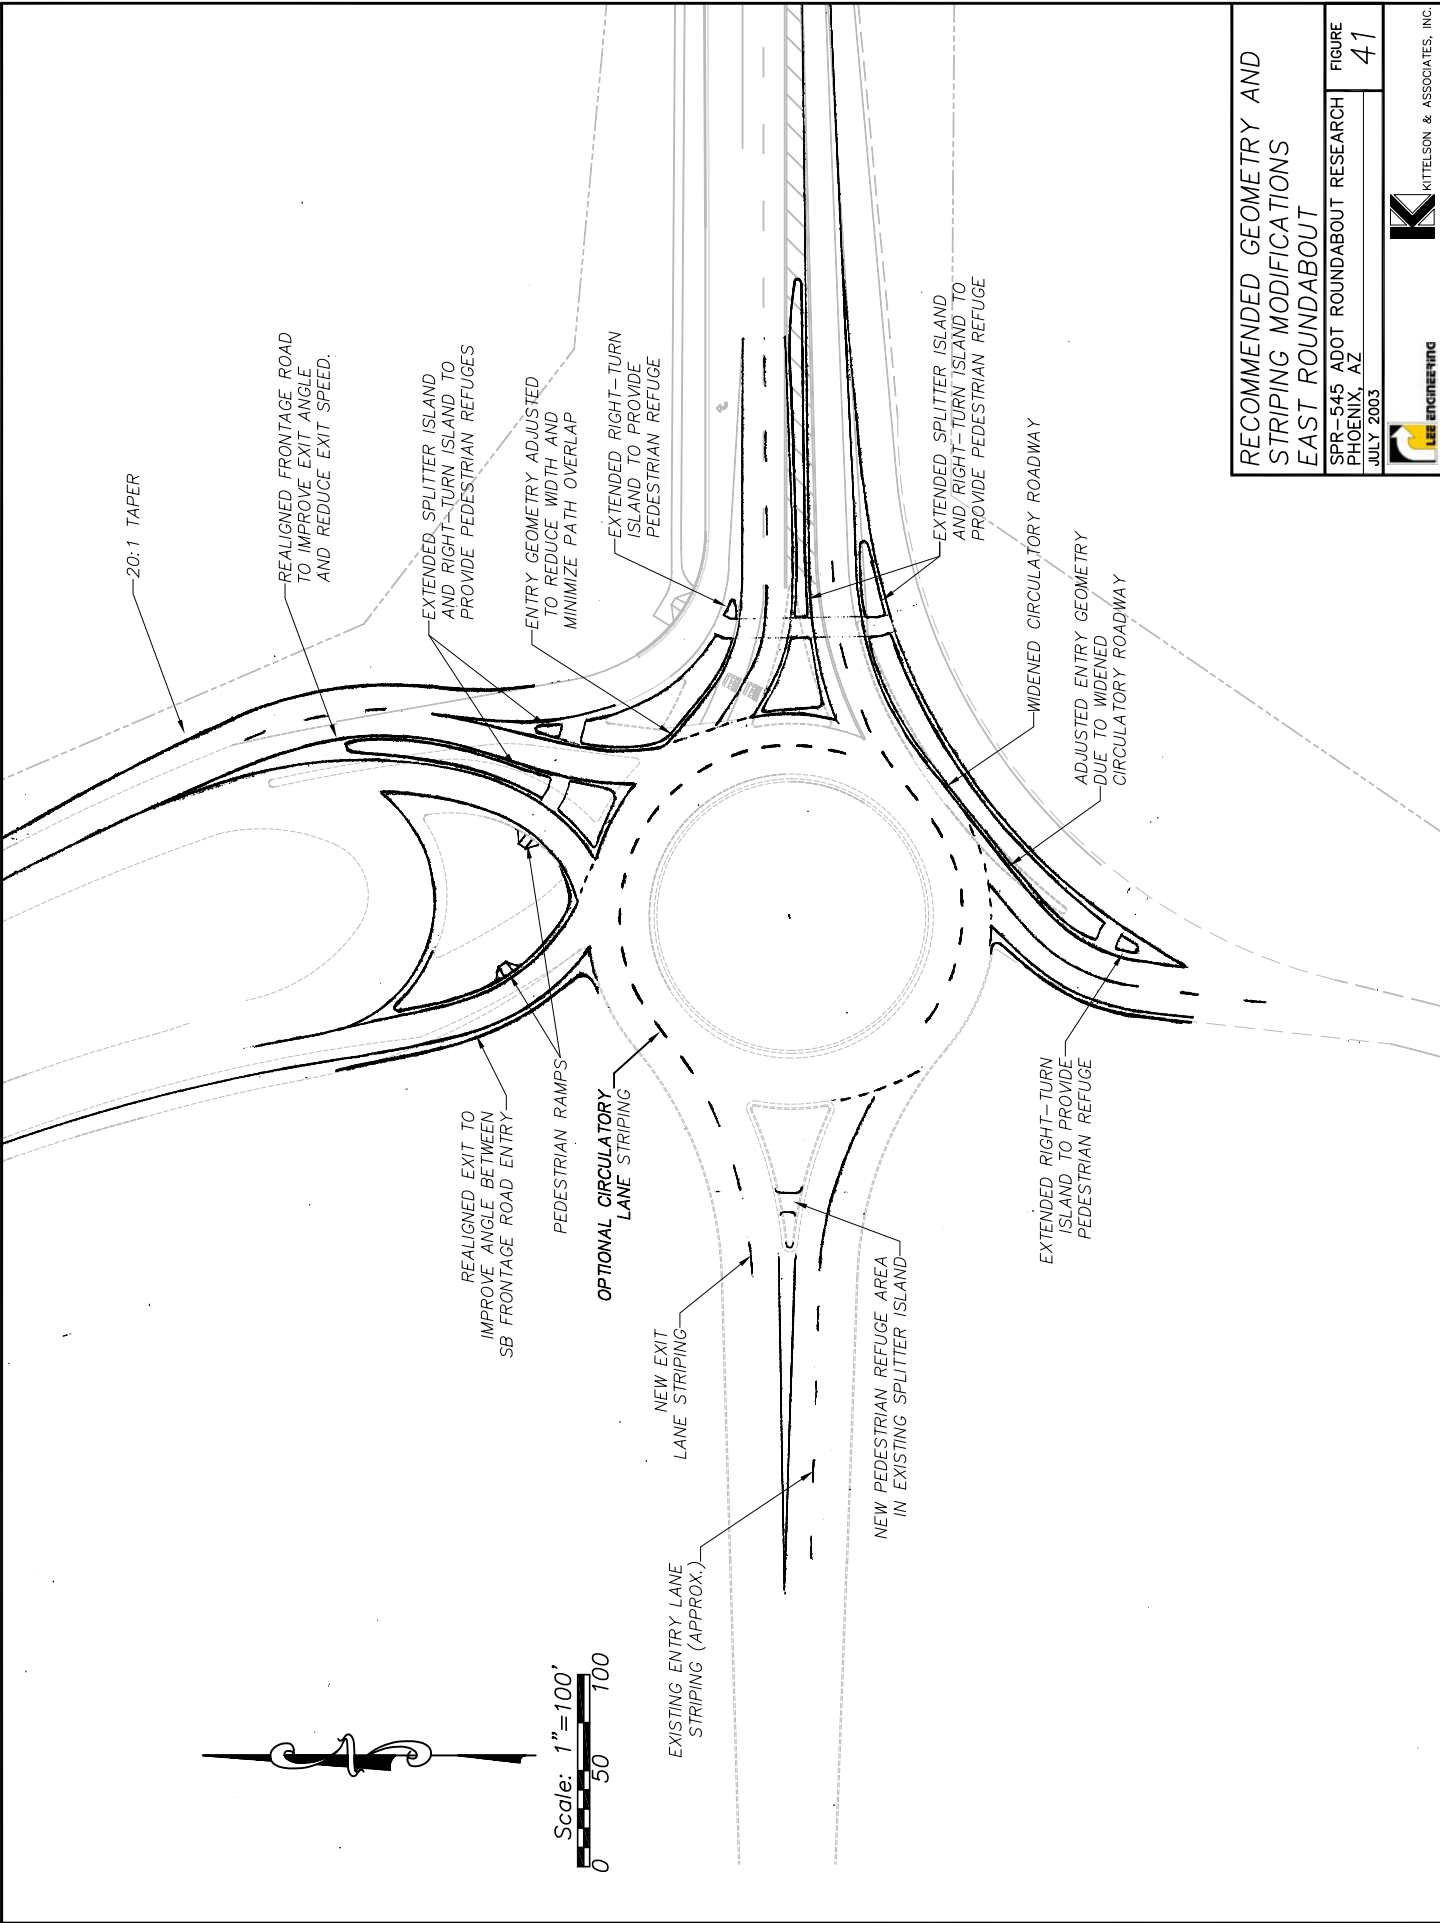 20:1 TAPER
REALIGNED FRONTAGE ROAD
TO IMPROVE EXIT ANGLE
AND REDUCE EXIT SPEED.
EXTENDED SPLITTER ISLAND
AND RIGHT-TURN ISLAND TO
PROVIDE PEDESTRIAN REFUGES
ENTRY GEOMETRY ADJUSTED
TO REDUCE WIDTH AND
MINIMIZE PATH OVERLAP
EXTENDED RIGHT-TURN
ISLAND TO PROVIDE
PEDESTRIAN REFUGE
EXTENDED SPLITTER ISLAND
AND RIGHT-TURN ISLAND TO
PROVIDE PEDESTRIAN REFUGE
WIDENED CIRCULATORY ROADWAY
ADJUSTED ENTRY GEOMETRY
DUE TO WIDENED
CIRCULATORY ROADWAY
REALIGNED EXIT TO
IMPROVE ANGLE BETWEEN
SB FRONTAGE ROAD ENTRY
PEDESTRIAN RAMPS
OPTIONAL CIRCULATORY
LANE STRIPING
NEW EXIT
LANE STRIPING
EXISTING ENTRY LANE
STRIPING (APPROX.)
NEW PEDESTRIAN REFUGE AREA
IN EXISTING SPLITTER ISLAND
EXTENDED RIGHT-TURN
ISLAND TO PROVIDE
PEDESTRIAN REFUGE
Scale: 1"=100'
0 50 100
RECOMMENDED GEOMETRY AND
STRIPING MODIFICATIONS
EAST ROUNDABOUT
SPR-545 ADOT ROUNDABOUT RESEARCH
PHOENIX, AZ
JULY 2003
FIGURE
41
LEE ENGINEERING
KITTELSON & ASSOCIATES, INC.